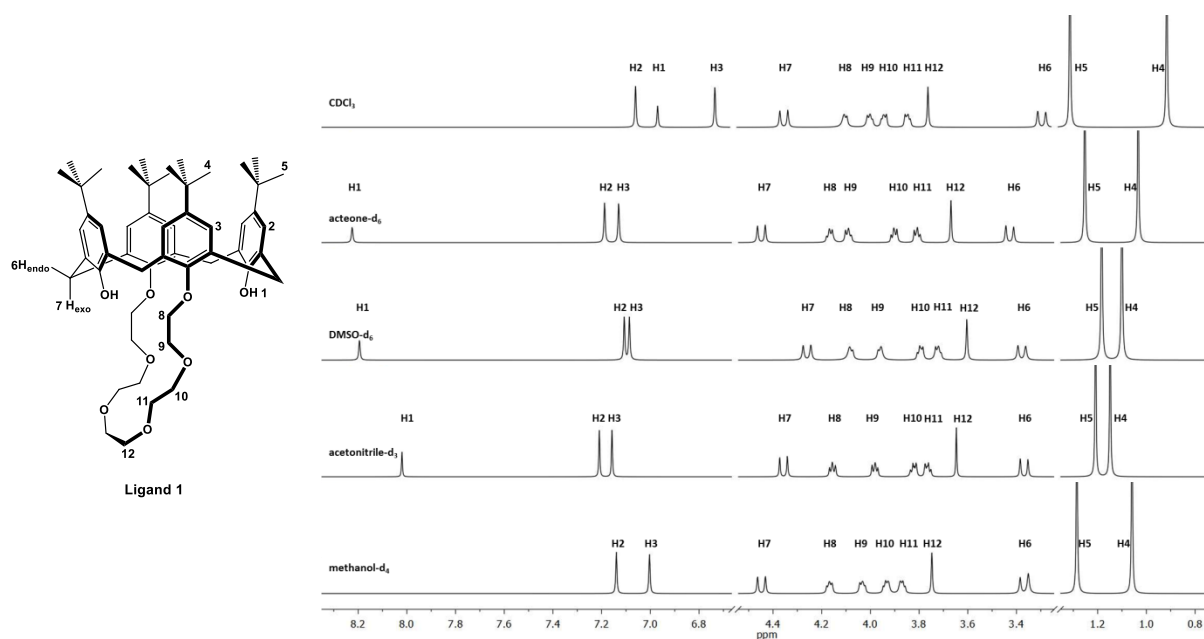 H2 H1 H3 H7 H8 H9 H10 H11 H12 H6 H5 H4
CDCl3
H1 H2 H3 H7 H8 H9 H10 H11 H12 H6 H5 H4
acteone-d6
H1 H2 H3 H7 H8 H9 H10 H11 H12 H6 H5 H4
DMSO-d6
H1 H2 H3 H7 H8 H9 H10 H11 H12 H6 H5 H4
acetonitrile-d3
H2 H3 H7 H8 H9 H10 H11 H12 H6 H5 H4
methanol-d4
8.2 8.0 7.8 7.6 7.4 7.2 7.0 6.8 4.4 4.2 4.0 3.8 3.6 3.4 1.2 1.0 0.8
ppm
4 5
3 2
6Hendo
7 Hexo
OH
OH 1
O O
8
9
O O
10
11
O
O
12
Ligand 1